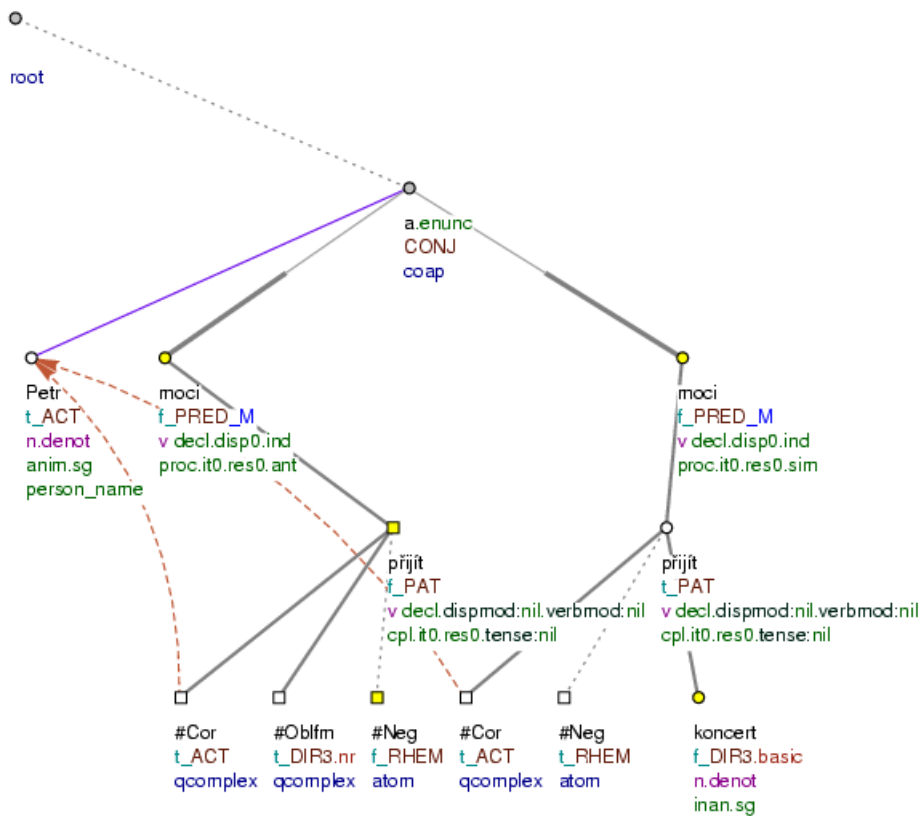 root
a.enunc
CONJ
coap
Petr
t_ACT
n.denot
anim.sg
person_name
moci
f_PRED_M
v decl.disp0.ind
proc.it0.res0.ant
moci
f_PRED_M
v decl.disp0.ind
proc.it0.res0.sim
přijít
f_PAT
v decl.dispmod:nil.verbmod:nil
cpl.it0.res0.tense:nil
přijít
t_PAT
v decl.dispmod:nil.verbmod:nil
cpl.it0.res0.tense:nil
#Cor
t_ACT
qcomplex
#Oblfm
t_DIR3.nr
qcomplex
#Neg
f_RHEM
atom
#Cor
t_ACT
qcomplex
#Neg
t_RHEM
atom
koncert
f_DIR3.basic
n.denot
inan.sg